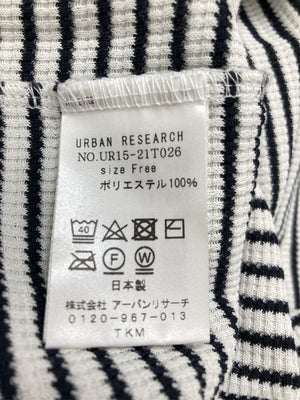 URBAN RESEARCH
NO.UR15-21T026
size Free
ポリエステル100%
40
F W
日本製
株式会社 アーバンリサーチ
0120-967-013
TKM